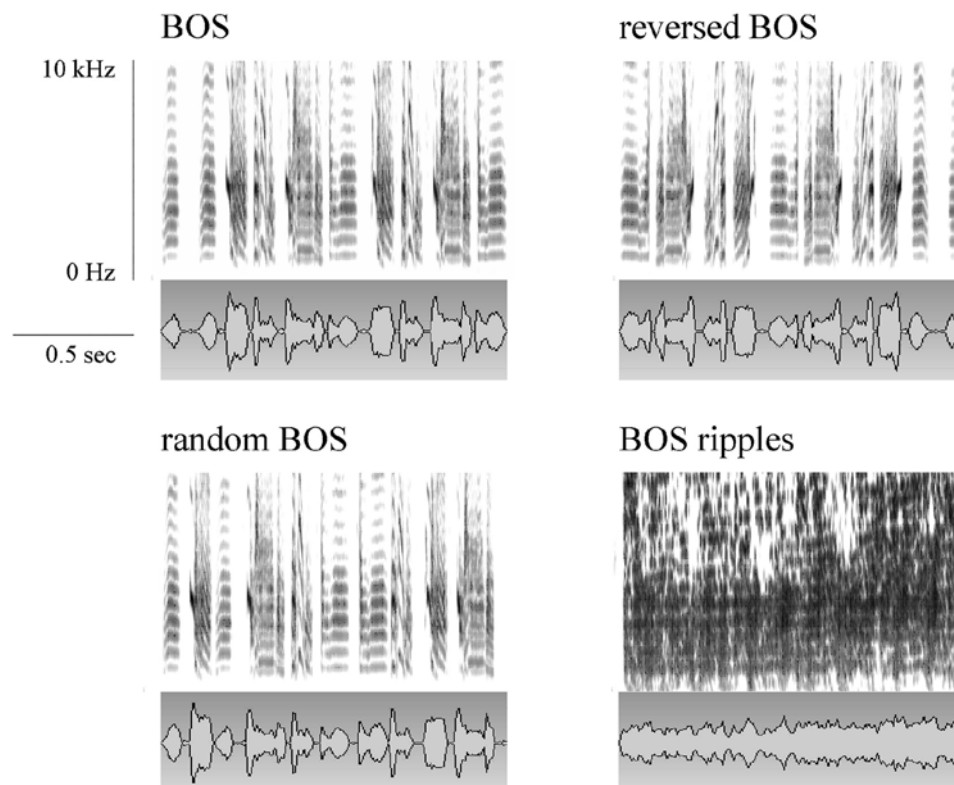 BOS
reversed BOS
10 kHz
0 Hz
0.5 sec
random BOS
BOS ripples